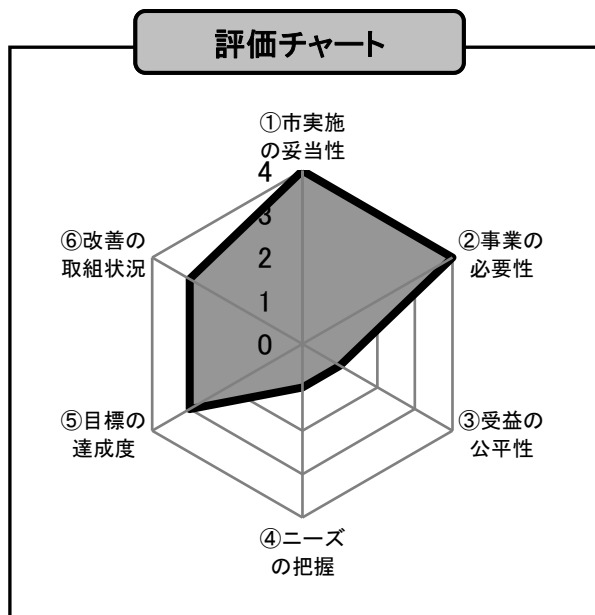 評価チャート
①市実施
の妥当性
4
3
2
1
0
②事業の
必要性
③受益の
公平性
④ニーズ
の把握
⑤目標の
達成度
⑥改善の
取組状況